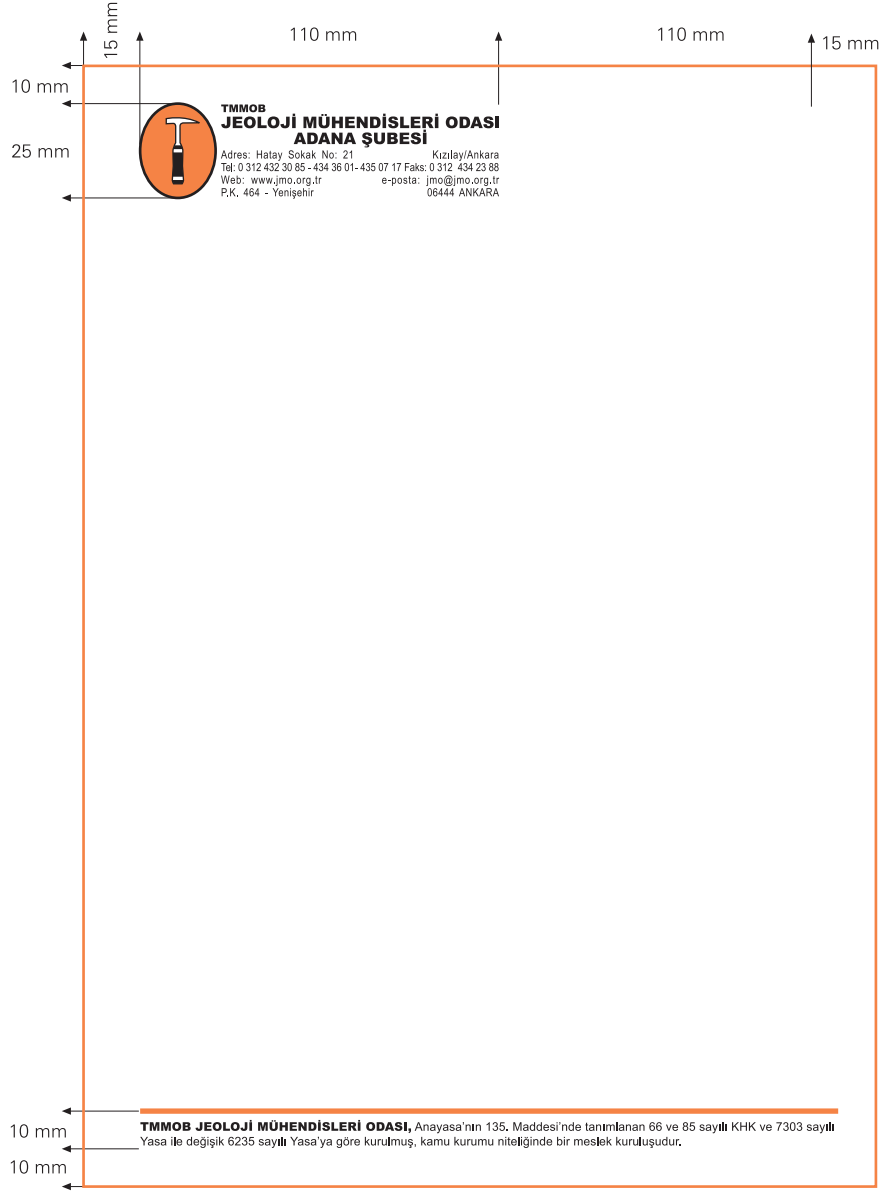 15 mm
110 mm
110 mm
15 mm
10 mm
25 mm
TMMOB
JEOLOJİ MÜHENDİSLERİ ODASI
ADANA ŞUBESİ
Adres: Hatay Sokak No: 21 Kızılay/Ankara
Tel: 0 312 432 30 85 - 434 36 01- 435 07 17 Faks: 0 312 434 23 88
Web: www.jmo.org.tr e-posta: jmo@jmo.org.tr
P.K. 464 - Yenişehir 06444 ANKARA
10 mm
10 mm
TMMOB JEOLOJİ MÜHENDİSLERİ ODASI, Anayasa'nın 135. Maddesi'nde tanımlanan 66 ve 85 sayılı KHK ve 7303 sayılı
Yasa ile değişik 6235 sayılı Yasa'ya göre kurulmuş, kamu kurumu niteliğinde bir meslek kuruluşudur.